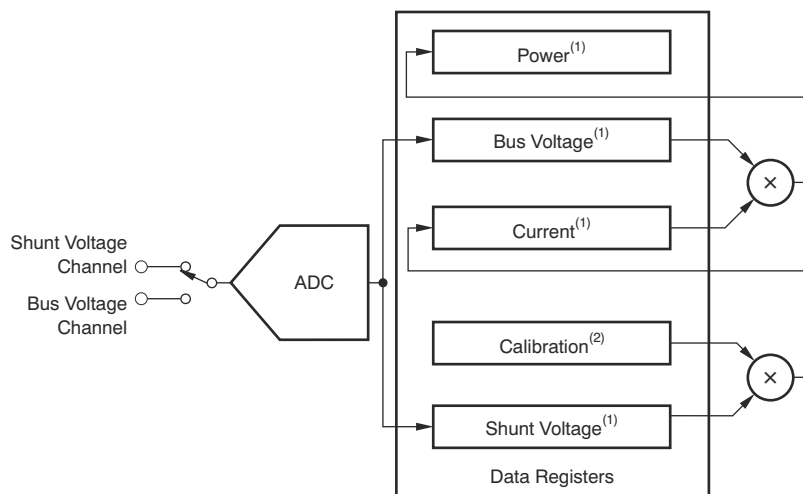 Power(1)
Bus Voltage(1)
×
Current(1)
Shunt Voltage
Channel
ADC
Bus Voltage
Channel
Calibration(2)
×
Shunt Voltage(1)
Data Registers